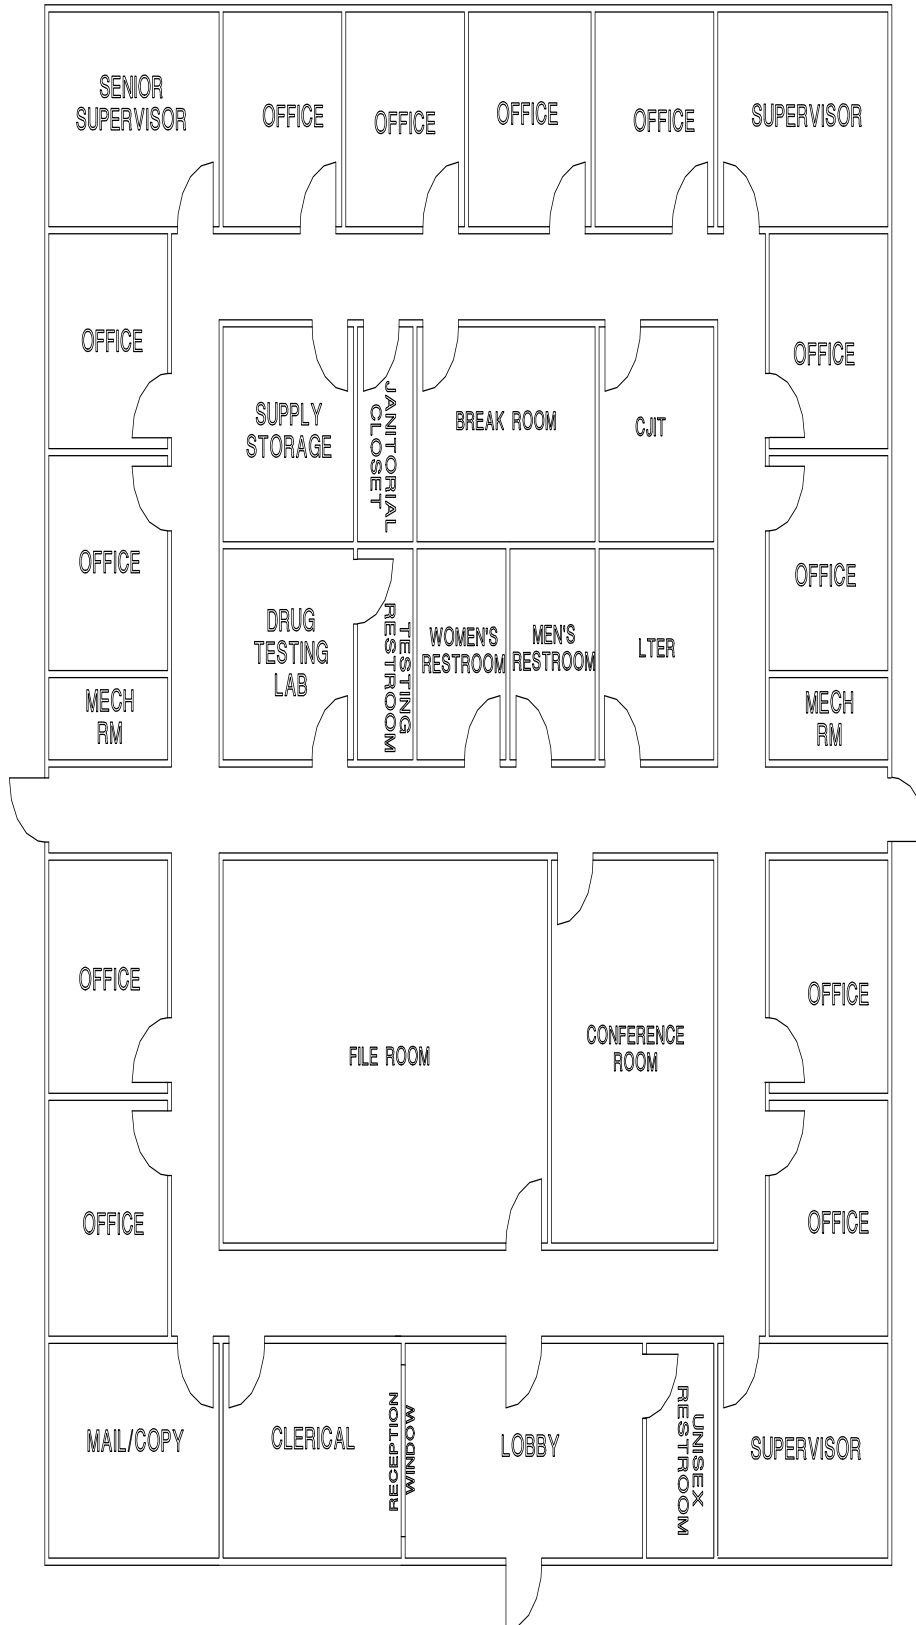 SENIOR
SUPERVISOR
OFFICE
OFFICE
OFFICE
OFFICE
SUPERVISOR
OFFICE
OFFICE
SUPPLY
STORAGE
JANITORIAL
CLOSET
BREAK ROOM
CJIT
OFFICE
OFFICE
DRUG
TESTING
LAB
TESTING
RESTROOM
WOMEN'S
RESTROOM
MEN'S
RESTROOM
LTER
MECH
RM
MECH
RM
OFFICE
OFFICE
FILE ROOM
CONFERENCE
ROOM
OFFICE
OFFICE
MAIL/COPY
CLERICAL
RECEPTION
WINDOW
LOBBY
UNISEX
RESTROOM
SUPERVISOR